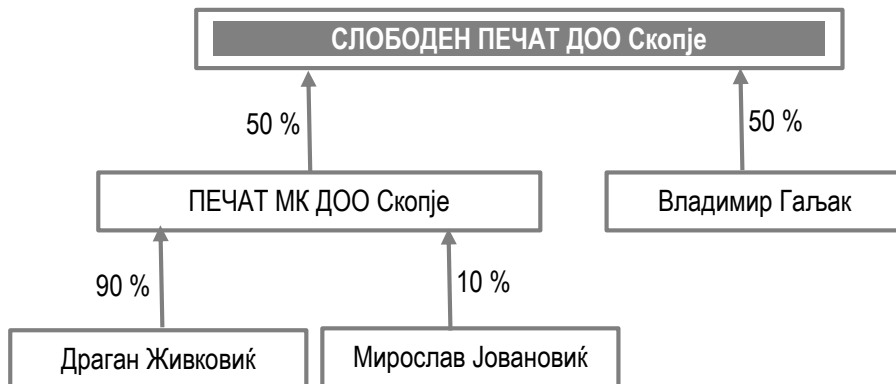 СЛОБОДЕН ПЕЧАТ ДОО Скопје
50 %
50 %
ПЕЧАТ МК ДОО Скопје
Владимир Гаљак
90 %
10 %
Драган Живковиќ
Мирослав Јовановиќ